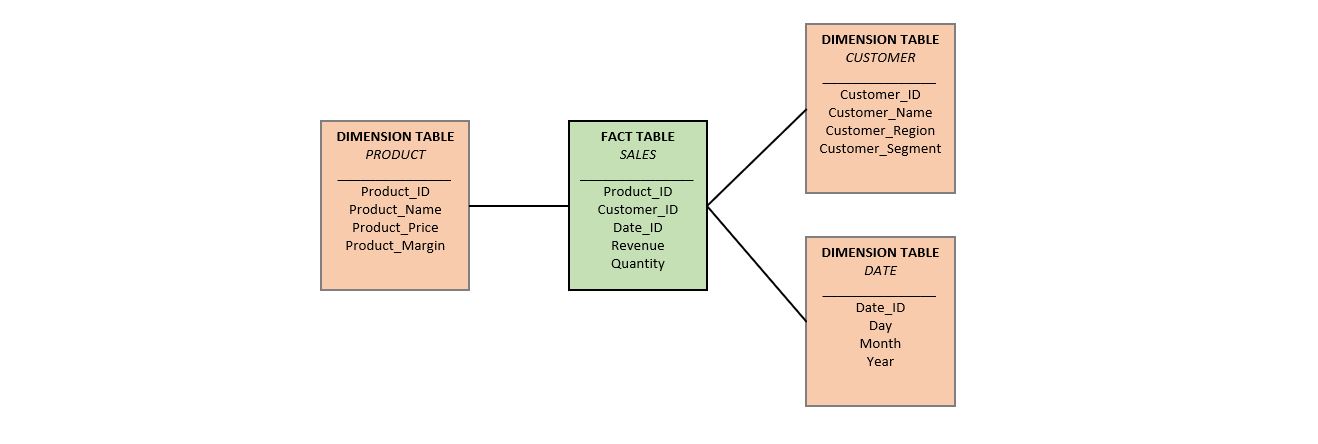 DIMENSION TABLE
PRODUCT
Product_ID
Product_Name
Product_Price
Product_Margin
FACT TABLE
SALES
Product_ID
Customer_ID
Date_ID
Revenue
Quantity
DIMENSION TABLE
CUSTOMER
Customer_ID
Customer_Name
Customer_Region
Customer_Segment
DIMENSION TABLE
DATE
Date_ID
Day
Month
Year